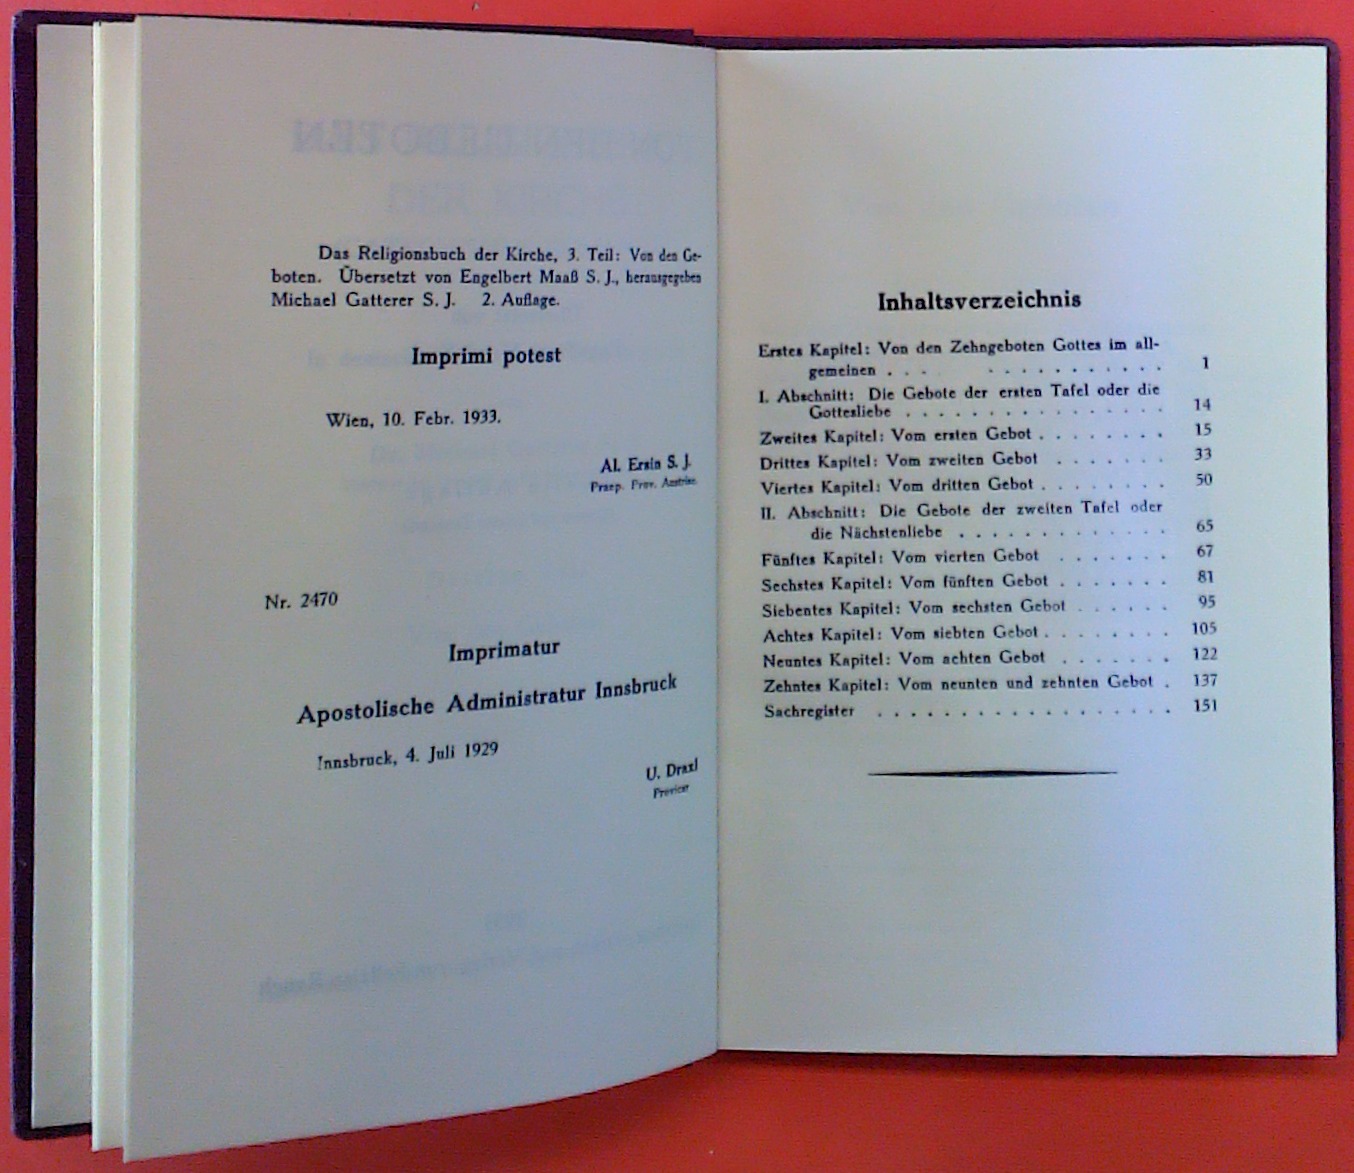 Das Religionsbuch der Kirche, 3. Teil: Von den Ge-
boten. Übersetzt von Engelbert Maaß S. J., herausgegeben
Michael Gatterer S. J. 2. Auflage.
Imprimi potest
Wien, 10. Febr. 1933.
Al. Ersin S. J.
Praep. Prov. Austriae.
Nr. 2470
Imprimatur
Apostolische Administratur Innsbruck
Innsbruck, 4. Juli 1929
U. Draxl
Provicar
Inhaltsverzeichnis
Erstes Kapitel: Von den Zehngeboten Gottes im all-
gemeinen . . . . . . . . . . . . . . 1
I. Abschnitt: Die Gebote der ersten Tafel oder die
Gottesliebe . . . . . . . . . . . . . . . . 14
Zweites Kapitel: Vom ersten Gebot . . . . . . . . 15
Drittes Kapitel: Vom zweiten Gebot . . . . . . . 33
Viertes Kapitel: Vom dritten Gebot . . . . . . . . 50
II. Abschnitt: Die Gebote der zweiten Tafel oder
die Nächstenliebe . . . . . . . . . . . . . 65
Fünftes Kapitel: Vom vierten Gebot . . . . . . . 67
Sechstes Kapitel: Vom fünften Gebot . . . . . . . 81
Siebentes Kapitel: Vom sechsten Gebot . . . . . . 95
Achtes Kapitel: Vom siebten Gebot . . . . . . . . 105
Neuntes Kapitel: Vom achten Gebot . . . . . . . 122
Zehntes Kapitel: Vom neunten und zehnten Gebot . 137
Sachregister . . . . . . . . . . . . . . . . . . 151